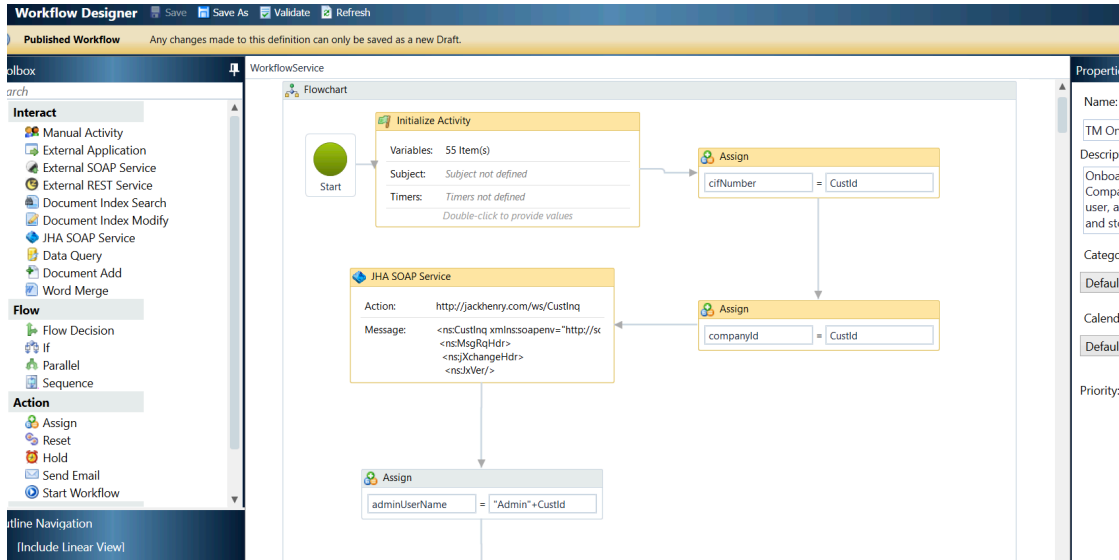 Workflow Designer Save Save As Validate Refresh
Published Workflow Any changes made to this definition can only be saved as a new Draft.
olbox
arch
Interact
Manual Activity
External Application
External SOAP Service
External REST Service
Document Index Search
Document Index Modify
JHA SOAP Service
Data Query
Document Add
Word Merge
Flow
Flow Decision
If
Parallel
Sequence
Action
Assign
Reset
Hold
Send Email
Start Workflow
utline Navigation
[Include Linear View]
WorkflowService
Flowchart
Start
Initialize Activity
Variables: 55 Item(s)
Subject: Subject not defined
Timers: Timers not defined
Double-click to provide values
Assign
cifNumber = CustId
Assign
companyId = CustId
JHA SOAP Service
Action: http://jackhenry.com/ws/CustInq
Message: <ns:CustInq xmlns:soapenv="http://sc
<ns:MsgRqHdr>
<ns:jXchangeHdr>
<ns:JxVer/>
Assign
adminUserName = "Admin"+CustId
Properti
Name:
TM On
Descrip
Onboa
Compa
user, a
and ste
Catego
Defaul
Calend
Defaul
Priority: